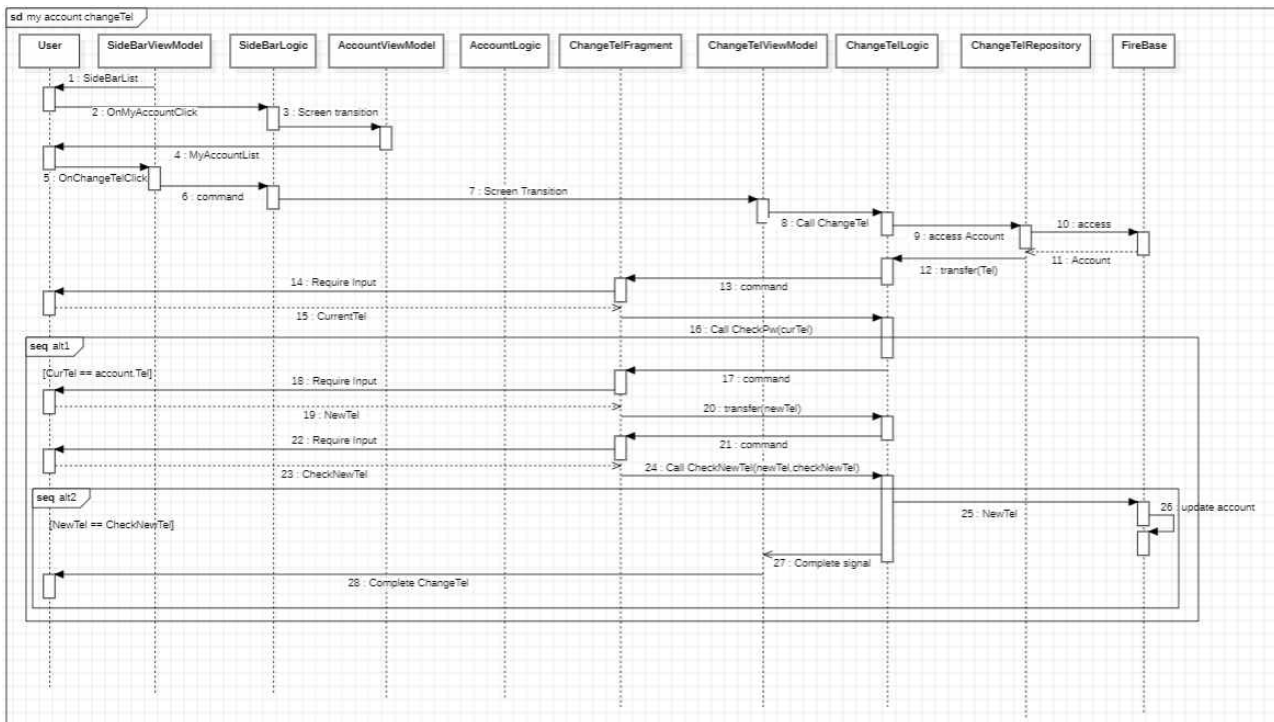 sd my account changeTel
User
SideBarViewModel
SideBarLogic
AccountViewModel
AccountLogic
ChangeTelFragment
ChangeTelViewModel
ChangeTelLogic
ChangeTelRepository
FireBase
1 : SideBarList
2 : OnMyAccountClick
3 : Screen transition
4 : MyAccountList
5 : OnChangeTelClick
6 : command
7 : Screen Transition
8 : Call ChangeTel
9 : access Account
10 : access
11 : Account
12 : transfer(Tel)
13 : command
14 : Require Input
15 : CurrentTel
16 : Call CheckPw(curTel)
seq alt1
[CurTel == account.Tel]
17 : command
18 : Require Input
19 : NewTel
20 : transfer(newTel)
21 : command
22 : Require Input
23 : CheckNewTel
24 : Call CheckNewTel(newTel,checkNewTel)
seq alt2
[NewTel == CheckNewTel]
25 : NewTel
26 : update account
27 : Complete signal
28 : Complete ChangeTel